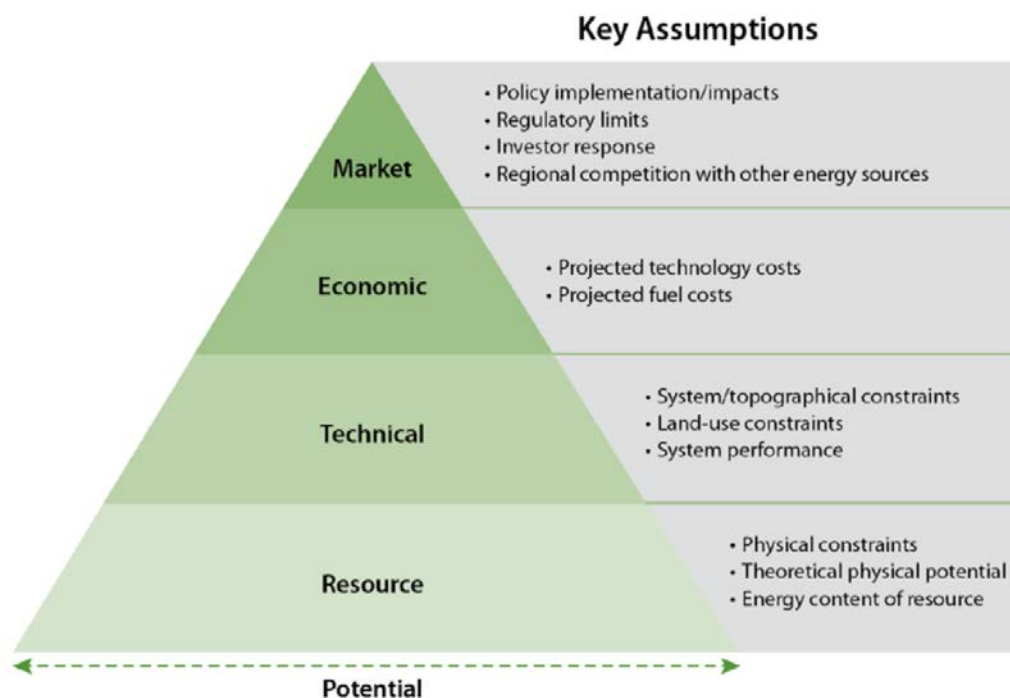 Key Assumptions
Market
• Policy implementation/impacts
• Regulatory limits
• Investor response
• Regional competition with other energy sources
Economic
• Projected technology costs
• Projected fuel costs
Technical
• System/topographical constraints
• Land-use constraints
• System performance
Resource
• Physical constraints
• Theoretical physical potential
• Energy content of resource
Potential